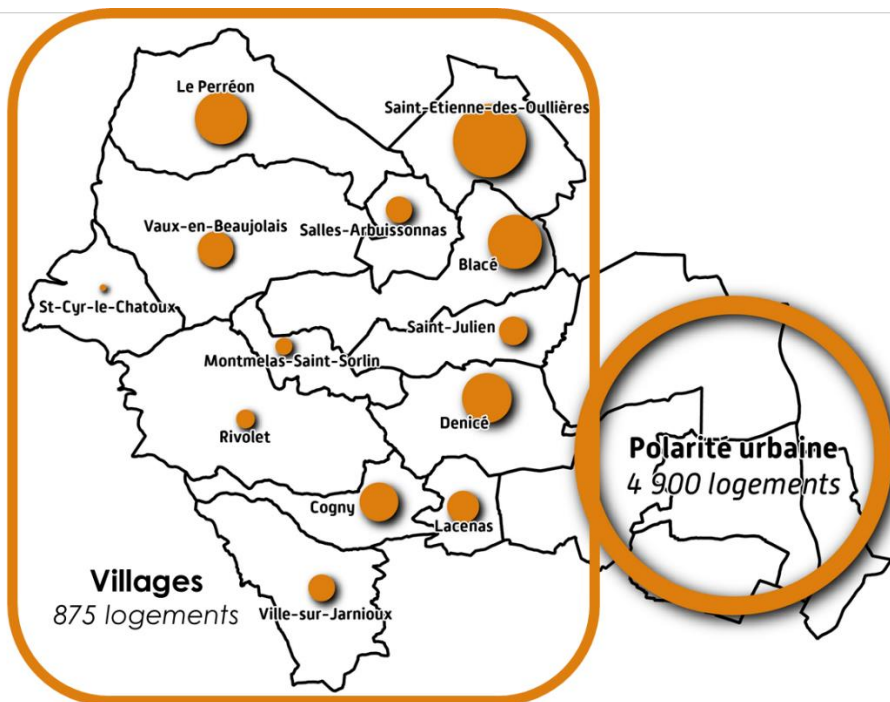 Le Perréon
Saint-Etienne-des-Oullières
Vaux-en-Beaujolais
Salles-Arbuissonnas
Blacé
St-Cyr-le-Chatoux
Saint-Julien
Montmelas-Saint-Sorlin
Rivolet
Denicé
Polarité urbaine
4 900 logements
Cogny
Lacenas
Villages
875 logements
Ville-sur-Jarnioux